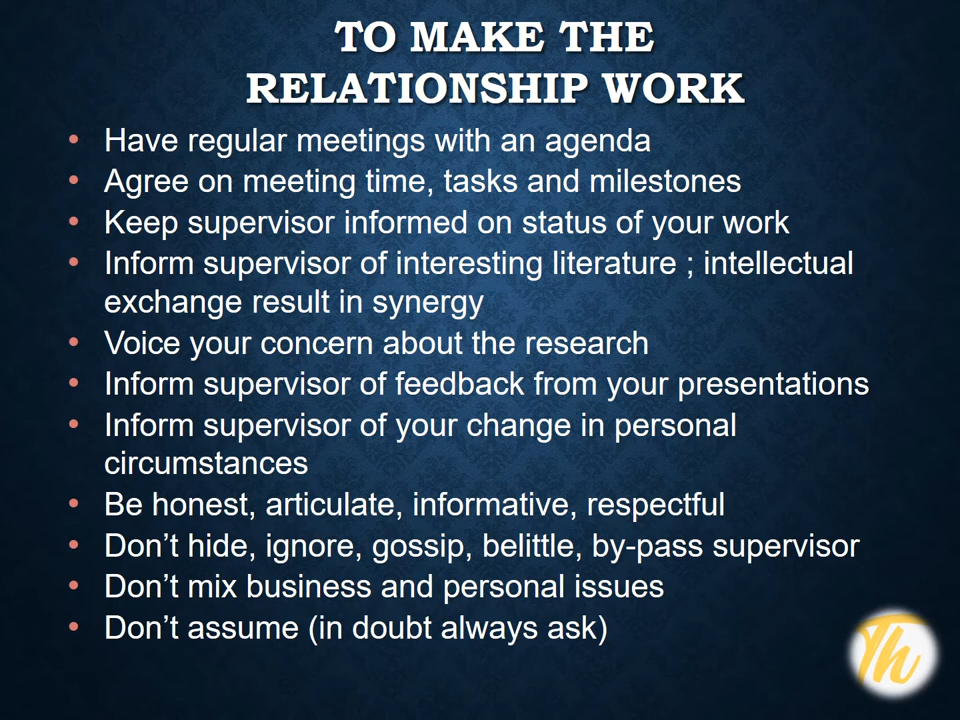 TO MAKE THE
RELATIONSHIP WORK
• Have regular meetings with an agenda
• Agree on meeting time, tasks and milestones
• Keep supervisor informed on status of your work
• Inform supervisor of interesting literature ; intellectual
exchange result in synergy
• Voice your concern about the research
• Inform supervisor of feedback from your presentations
• Inform supervisor of your change in personal
circumstances
• Be honest, articulate, informative, respectful
• Don’t hide, ignore, gossip, belittle, by-pass supervisor
• Don’t mix business and personal issues
• Don’t assume (in doubt always ask)
Th